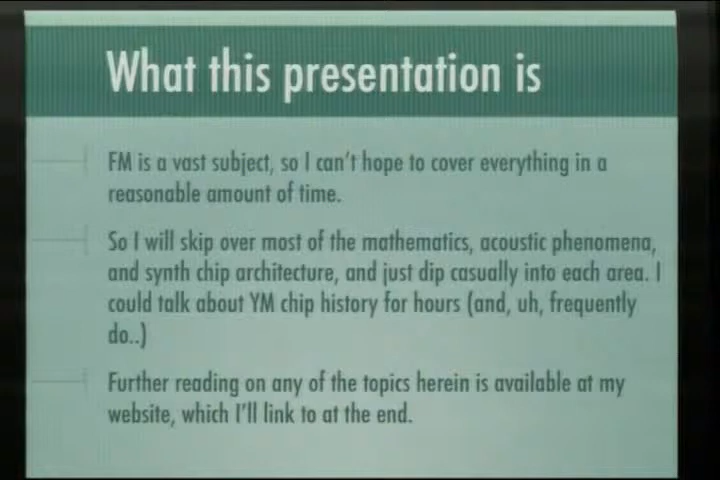 What this presentation is
FM is a vast subject, so I can't hope to cover everything in a
reasonable amount of time.
So I will skip over most of the mathematics, acoustic phenomena,
and synth chip architecture, and just dip casually into each area. I
could talk about YM chip history for hours (and, uh, frequently
do..)
Further reading on any of the topics herein is available at my
website, which I'll link to at the end.